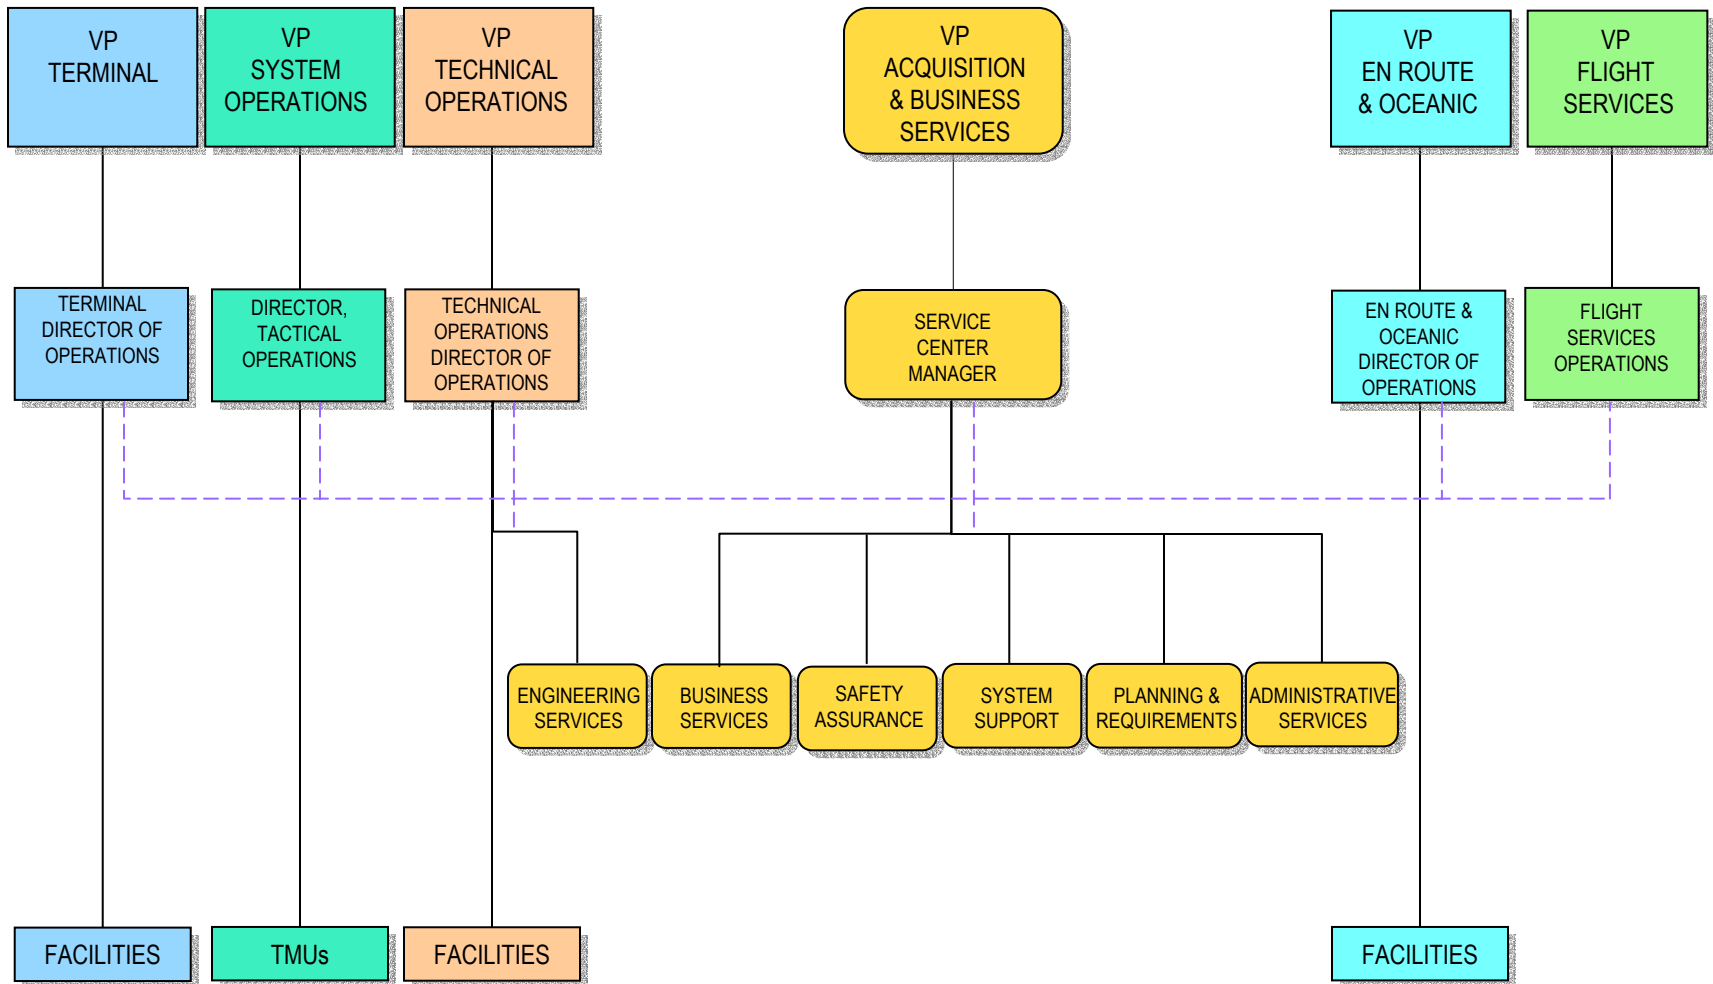 VP
TERMINAL
VP
SYSTEM
OPERATIONS
VP
TECHNICAL
OPERATIONS
VP
ACQUISITION
& BUSINESS
SERVICES
VP
EN ROUTE
& OCEANIC
VP
FLIGHT
SERVICES
TERMINAL
DIRECTOR OF
OPERATIONS
DIRECTOR,
TACTICAL
OPERATIONS
TECHNICAL
OPERATIONS
DIRECTOR OF
OPERATIONS
SERVICE
CENTER
MANAGER
EN ROUTE &
OCEANIC
DIRECTOR OF
OPERATIONS
FLIGHT
SERVICES
OPERATIONS
ENGINEERING
SERVICES
BUSINESS
SERVICES
SAFETY
ASSURANCE
SYSTEM
SUPPORT
PLANNING &
REQUIREMENTS
ADMINISTRATIVE
SERVICES
FACILITIES
TMUs
FACILITIES
FACILITIES